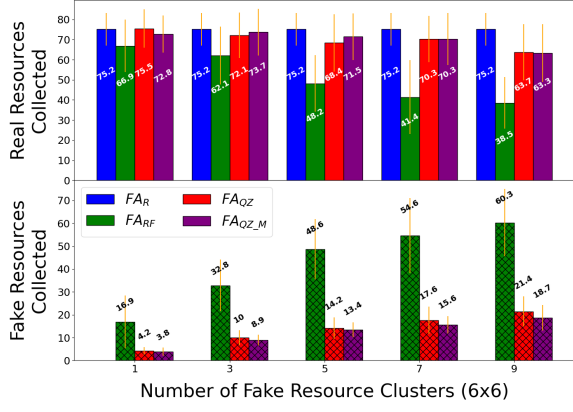 Real Resources
Collected
80
70
60
50
40
30
20
10
0
75.2 66.9 75.5 72.8
75.2 62.1 72.1 73.7
75.2 48.2 68.4 71.5
75.2 41.4 70.3 70.3
75.2 38.5 63.7 63.3
FA_R FA_QZ
FA_RF FA_QZ_M
Fake Resources
Collected
70
60
50
40
30
20
10
0
16.9 4.2 3.8
32.8 10 8.9
48.6 14.2 13.4
54.6 17.6 15.6
60.3 21.4 18.7
1 3 5 7 9
Number of Fake Resource Clusters (6x6)